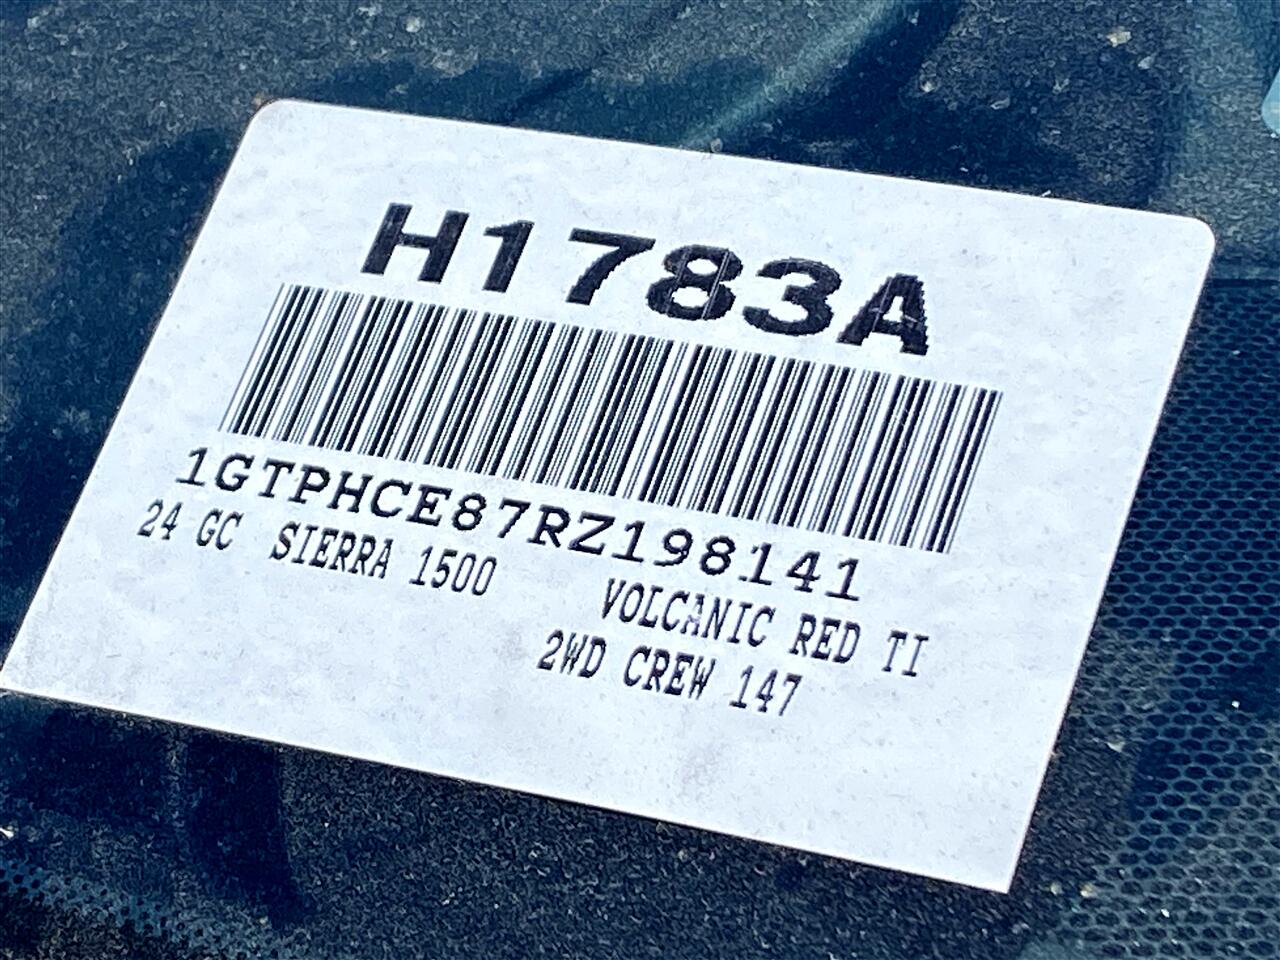 H1783A
1GTPHCE87RZ198141
24 GC SIERRA 1500
VOLCANIC RED TI
2WD CREW 147